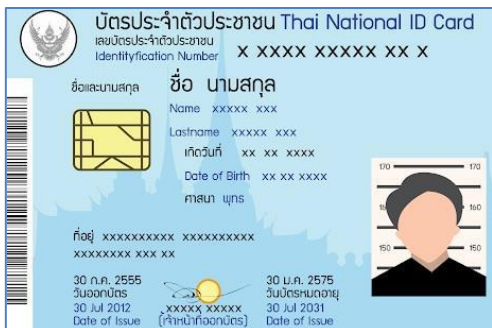 บัตรประจำตัวประชาชน Thai National ID Card
เลขบัตรประจำตัวประชาชน
Identityfication Number X XXXX XXXXX XX X
ชื่อและนามสกุล ชื่อ นามสกุล
Name xxxxx xxx
Lastname xxxxx xxx
เกิดวันที่ xx xx xxxx
Date of Birth xx xx xxxx
ศาสนา พุทธ
ที่อยู่ xxxxxxxxxx xxxxxxxxxx
xxxxxxxx xxx xx
30 ก.ค. 2555
วันออกบัตร
30 Jul 2012
Date of Issue
xxxxx xxxxx
(เจ้าหน้าที่ออกบัตร)
30 ม.ค. 2575
วันบัตรหมดอายุ
30 Jul 2031
Date of Issue
170 170
160
150 150